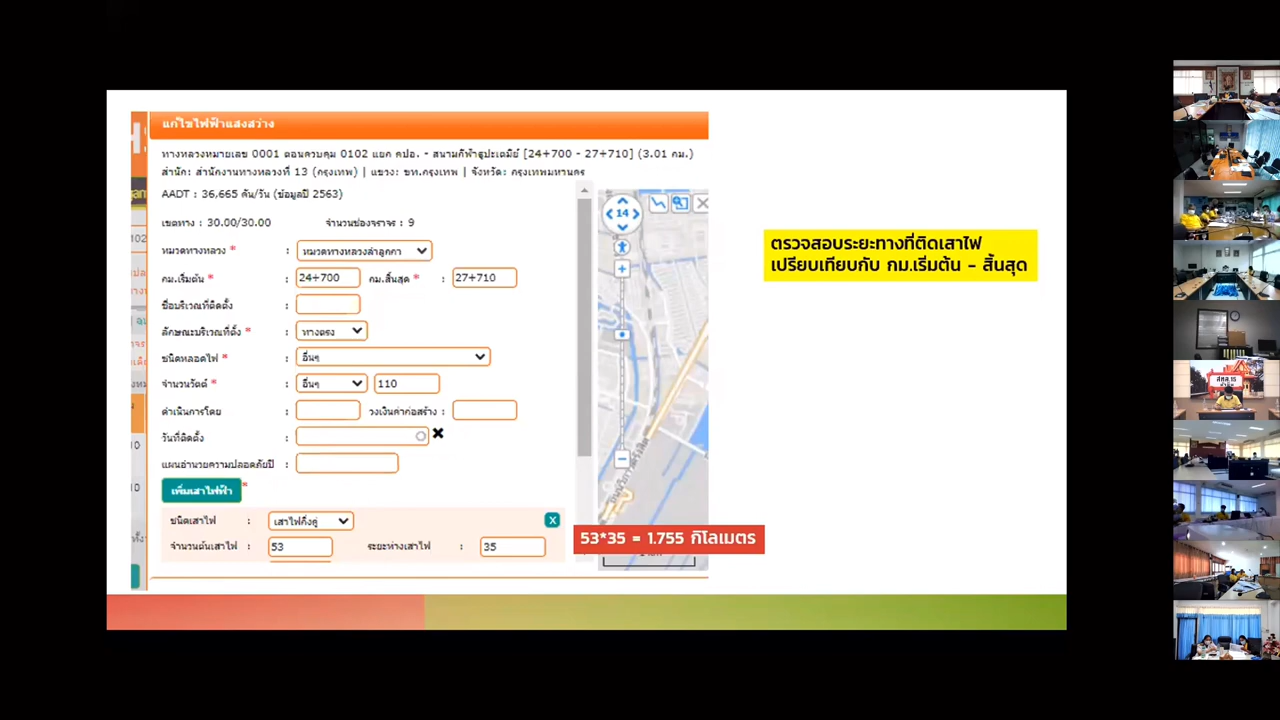 แก้ไขไฟฟ้าแสงสว่าง
ทางหลวงหมายเลข 0001 ตอนควบคุม 0102 แยก คปอ. - สนามกีฬาธูปะเตมีย์ [24+700 - 27+710] (3.01 กม.)
สำนัก: สำนักงานทางหลวงที่ 13 (กรุงเทพ) | แขวง: ขท.กรุงเทพ | จังหวัด: กรุงเทพมหานคร
AADT : 36,665 คัน/วัน (ข้อมูลปี 2563)
เขตทาง : 30.00/30.00 จำนวนช่องจราจร : 9
หมวดทางหลวง * : หมวดทางหลวงลำลูกกา
กม.เริ่มต้น * : 24+700 กม.สิ้นสุด * : 27+710
ชื่อบริเวณที่ติดตั้ง :
ลักษณะบริเวณที่ตั้ง * : ทางตรง
ชนิดหลอดไฟ * : อื่นๆ
จำนวนวัตต์ * : อื่นๆ 110
ดำเนินการโดย : วงเงินค่าก่อสร้าง :
วันที่ติดตั้ง :
แผนอำนวยความปลอดภัยปี :
เพิ่มเสาไฟฟ้า *
ชนิดเสาไฟ : เสาไฟกิ่งคู่ X
จำนวนต้นเสาไฟ : 53 ระยะห่างเสาไฟ : 35
14
53*35 = 1.755 กิโลเมตร
ตรวจสอบระยะทางที่ติดเสาไฟ
เปรียบเทียบกับ กม.เริ่มต้น - สิ้นสุด
สทล.15